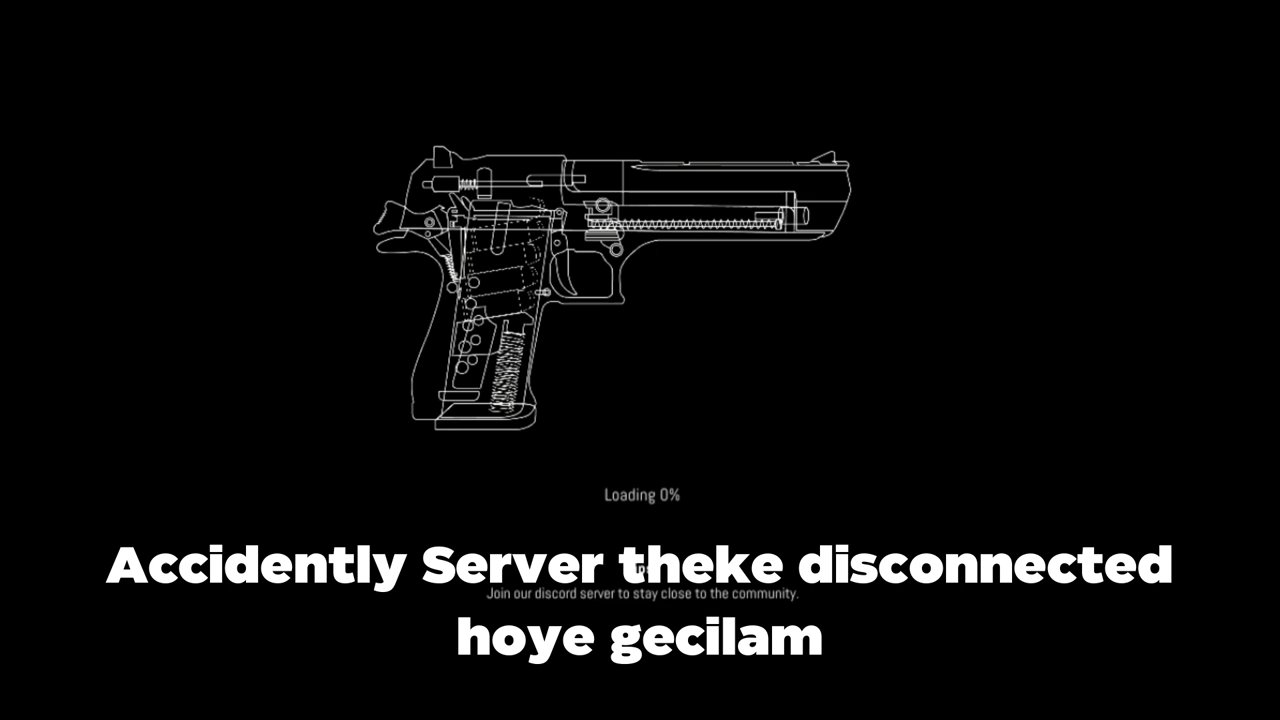 Loading 0%
Accidently Server theke disconnected
Join our discord server to stay close to the community.
hoye gecilam